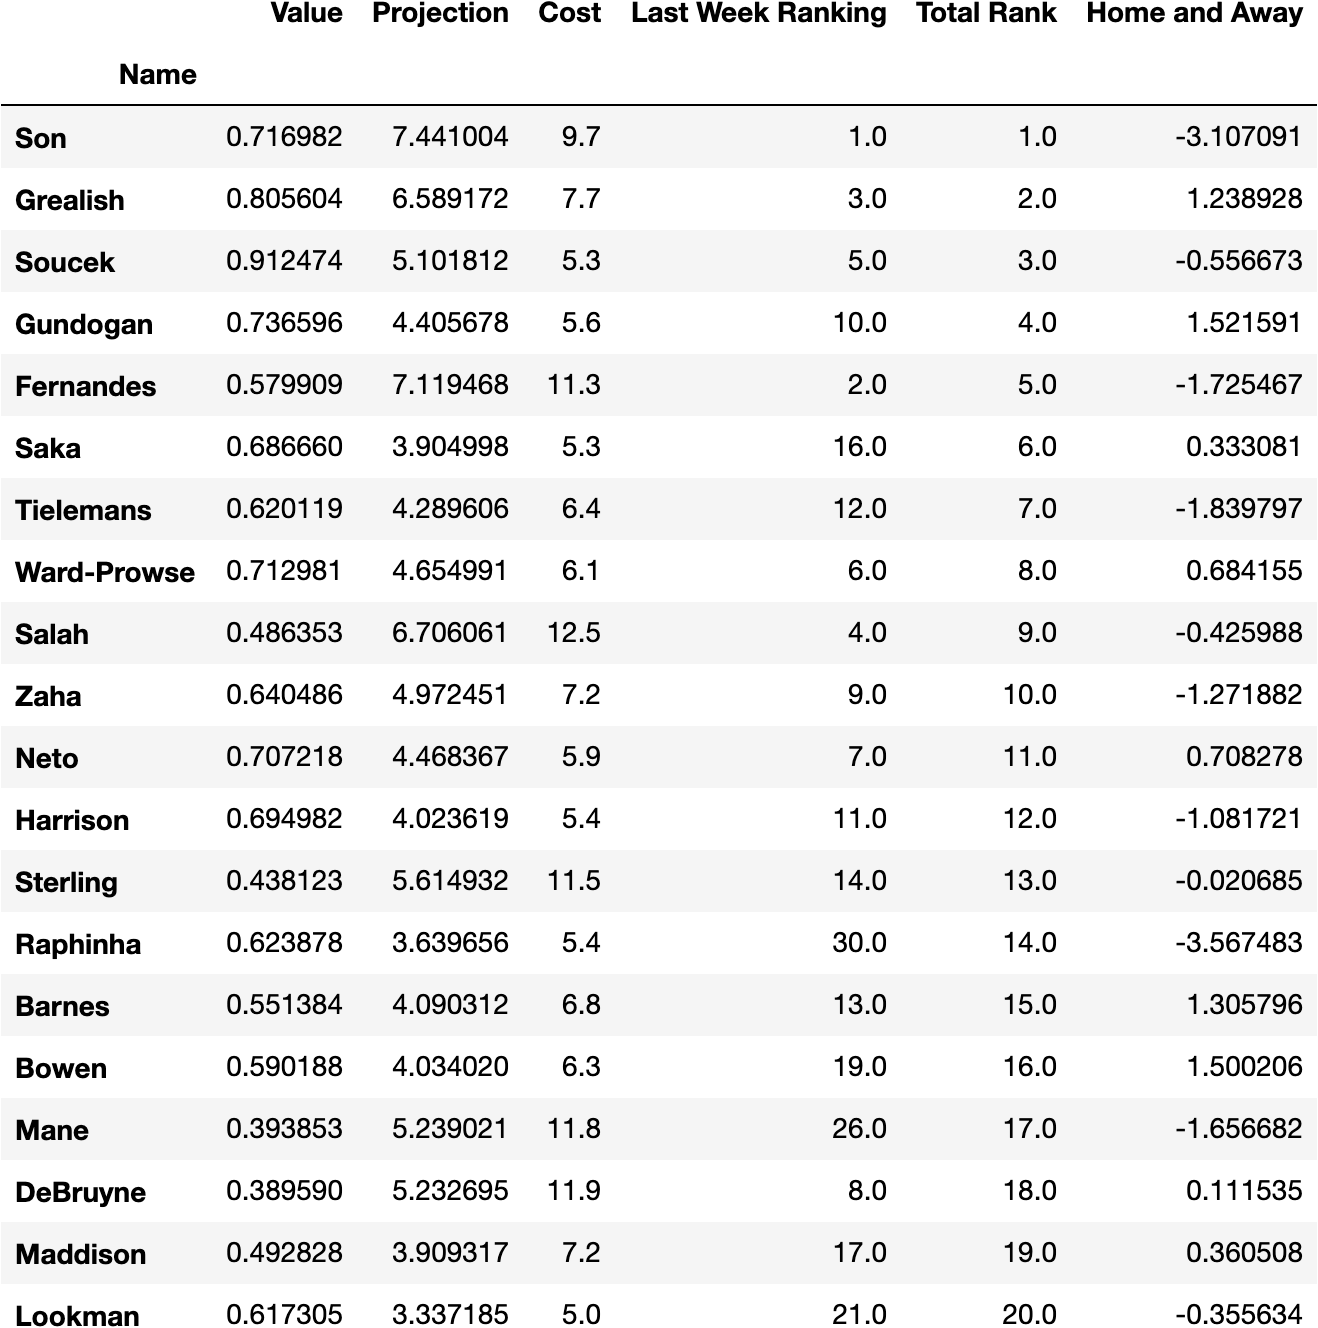 Value Projection Cost Last Week Ranking Total Rank Home and Away
Name
Son 0.716982 7.441004 9.7 1.0 1.0 -3.107091
Grealish 0.805604 6.589172 7.7 3.0 2.0 1.238928
Soucek 0.912474 5.101812 5.3 5.0 3.0 -0.556673
Gundogan 0.736596 4.405678 5.6 10.0 4.0 1.521591
Fernandes 0.579909 7.119468 11.3 2.0 5.0 -1.725467
Saka 0.686660 3.904998 5.3 16.0 6.0 0.333081
Tielemans 0.620119 4.289606 6.4 12.0 7.0 -1.839797
Ward-Prowse 0.712981 4.654991 6.1 6.0 8.0 0.684155
Salah 0.486353 6.706061 12.5 4.0 9.0 -0.425988
Zaha 0.640486 4.972451 7.2 9.0 10.0 -1.271882
Neto 0.707218 4.468367 5.9 7.0 11.0 0.708278
Harrison 0.694982 4.023619 5.4 11.0 12.0 -1.081721
Sterling 0.438123 5.614932 11.5 14.0 13.0 -0.020685
Raphinha 0.623878 3.639656 5.4 30.0 14.0 -3.567483
Barnes 0.551384 4.090312 6.8 13.0 15.0 1.305796
Bowen 0.590188 4.034020 6.3 19.0 16.0 1.500206
Mane 0.393853 5.239021 11.8 26.0 17.0 -1.656682
DeBruyne 0.389590 5.232695 11.9 8.0 18.0 0.111535
Maddison 0.492828 3.909317 7.2 17.0 19.0 0.360508
Lookman 0.617305 3.337185 5.0 21.0 20.0 -0.355634